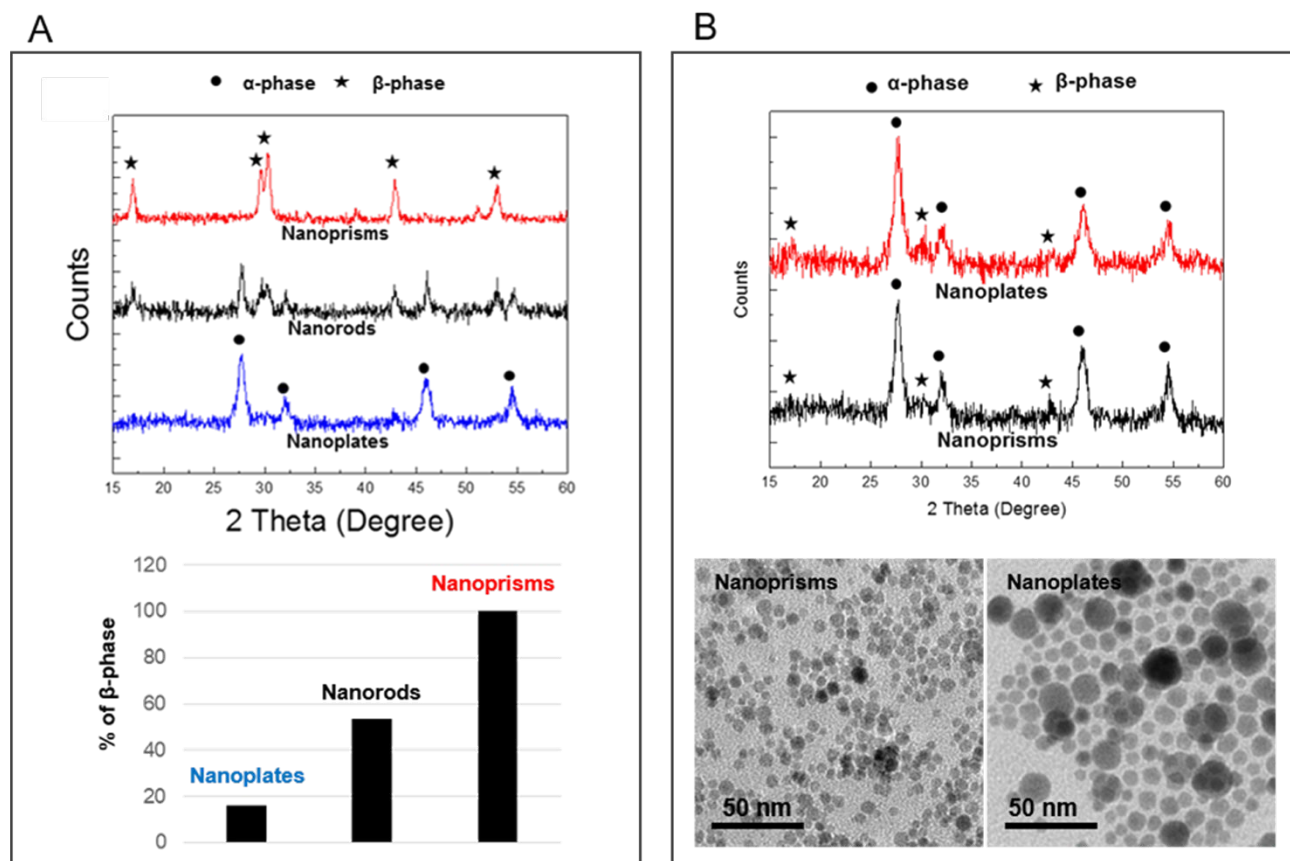 A
● α-phase ★ β-phase
Counts
Nanoprisms
Nanorods
Nanoplates
15 20 25 30 35 40 45 50 55 60
2 Theta (Degree)
% of β-phase
120
100
80
60
40
20
0
Nanoprisms
Nanorods
Nanoplates
B
● α-phase ★ β-phase
Counts
Nanoplates
Nanoprisms
15 20 25 30 35 40 45 50 55 60
2 Theta (Degree)
Nanoprisms
50 nm
Nanoplates
50 nm